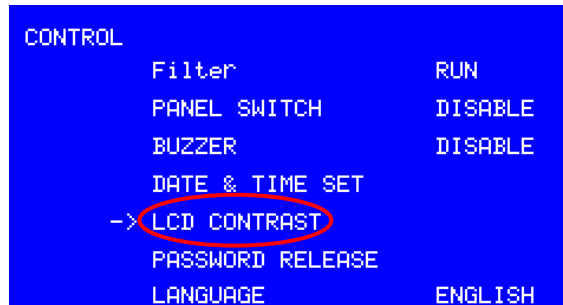 CONTROL
Filter RUN
PANEL SWITCH DISABLE
BUZZER DISABLE
DATE & TIME SET
-> LCD CONTRAST
PASSWORD RELEASE
LANGUAGE ENGLISH